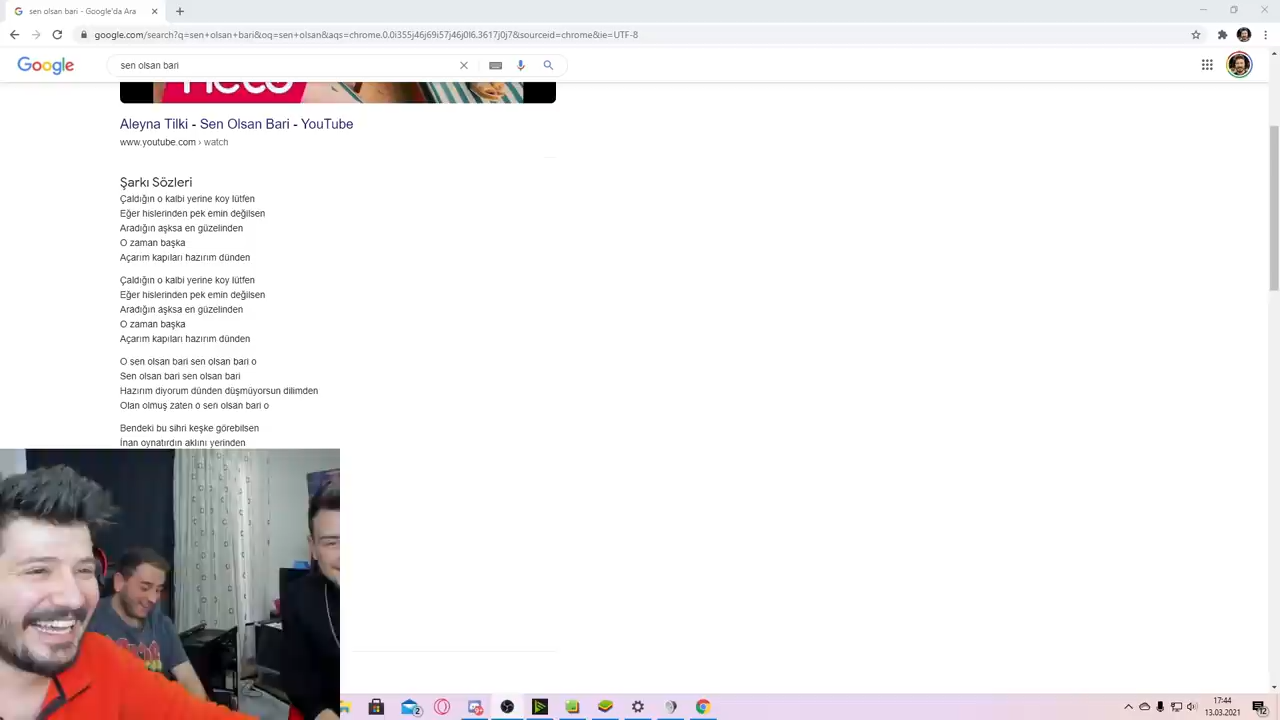 sen olsan bari - Google'da Ara
google.com/search?q=sen+olsan+bari&oq=sen+olsan&aqs=chrome.0.0i355j46j69i57j46j0l6.3617j0j7&sourceid=chrome&ie=UTF-8
Google
sen olsan bari
Aleyna Tilki - Sen Olsan Bari - YouTube
www.youtube.com › watch
Şarkı Sözleri
Çaldığın o kalbi yerine koy lütfen
Eğer hislerinden pek emin değilsen
Aradığın aşksa en güzelinden
O zaman başka
Açarım kapıları hazırım dünden
Çaldığın o kalbi yerine koy lütfen
Eğer hislerinden pek emin değilsen
Aradığın aşksa en güzelinden
O zaman başka
Açarım kapıları hazırım dünden
O sen olsan bari sen olsan bari o
Sen olsan bari sen olsan bari
Hazırım diyorum dünden düşmüyorsun dilimden
Olan olmuş zaten o sen olsan bari o
Bendeki bu sihri keşke görebilsen
İnan oynatırdın aklını yerinden
17:44
13.03.2021
12